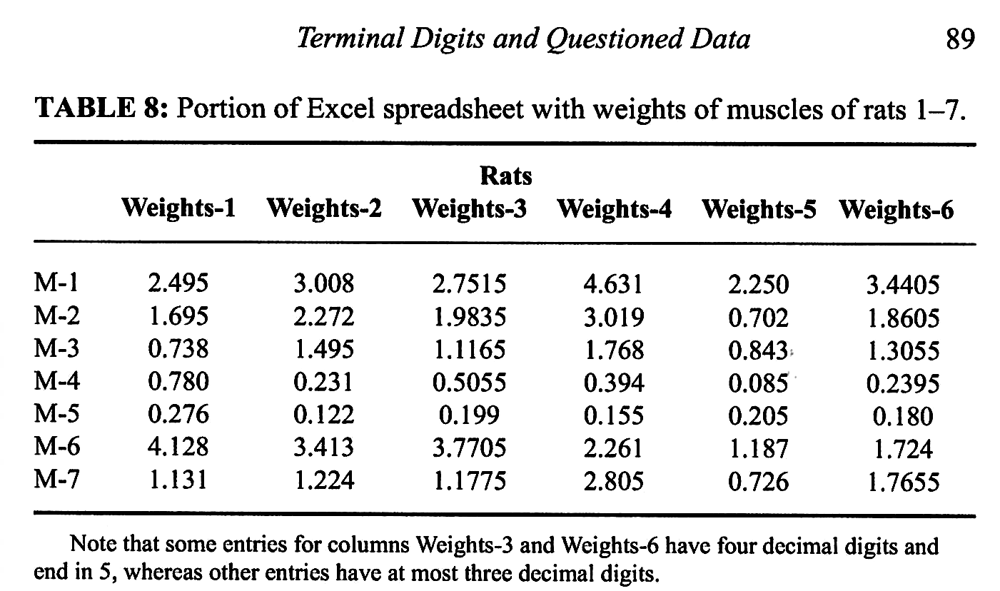 Terminal Digits and Questioned Data 89
TABLE 8: Portion of Excel spreadsheet with weights of muscles of rats 1–7.
Rats
Weights-1 Weights-2 Weights-3 Weights-4 Weights-5 Weights-6
M-1 2.495 3.008 2.7515 4.631 2.250 3.4405
M-2 1.695 2.272 1.9835 3.019 0.702 1.8605
M-3 0.738 1.495 1.1165 1.768 0.843 1.3055
M-4 0.780 0.231 0.5055 0.394 0.085 0.2395
M-5 0.276 0.122 0.199 0.155 0.205 0.180
M-6 4.128 3.413 3.7705 2.261 1.187 1.724
M-7 1.131 1.224 1.1775 2.805 0.726 1.7655
Note that some entries for columns Weights-3 and Weights-6 have four decimal digits and
end in 5, whereas other entries have at most three decimal digits.